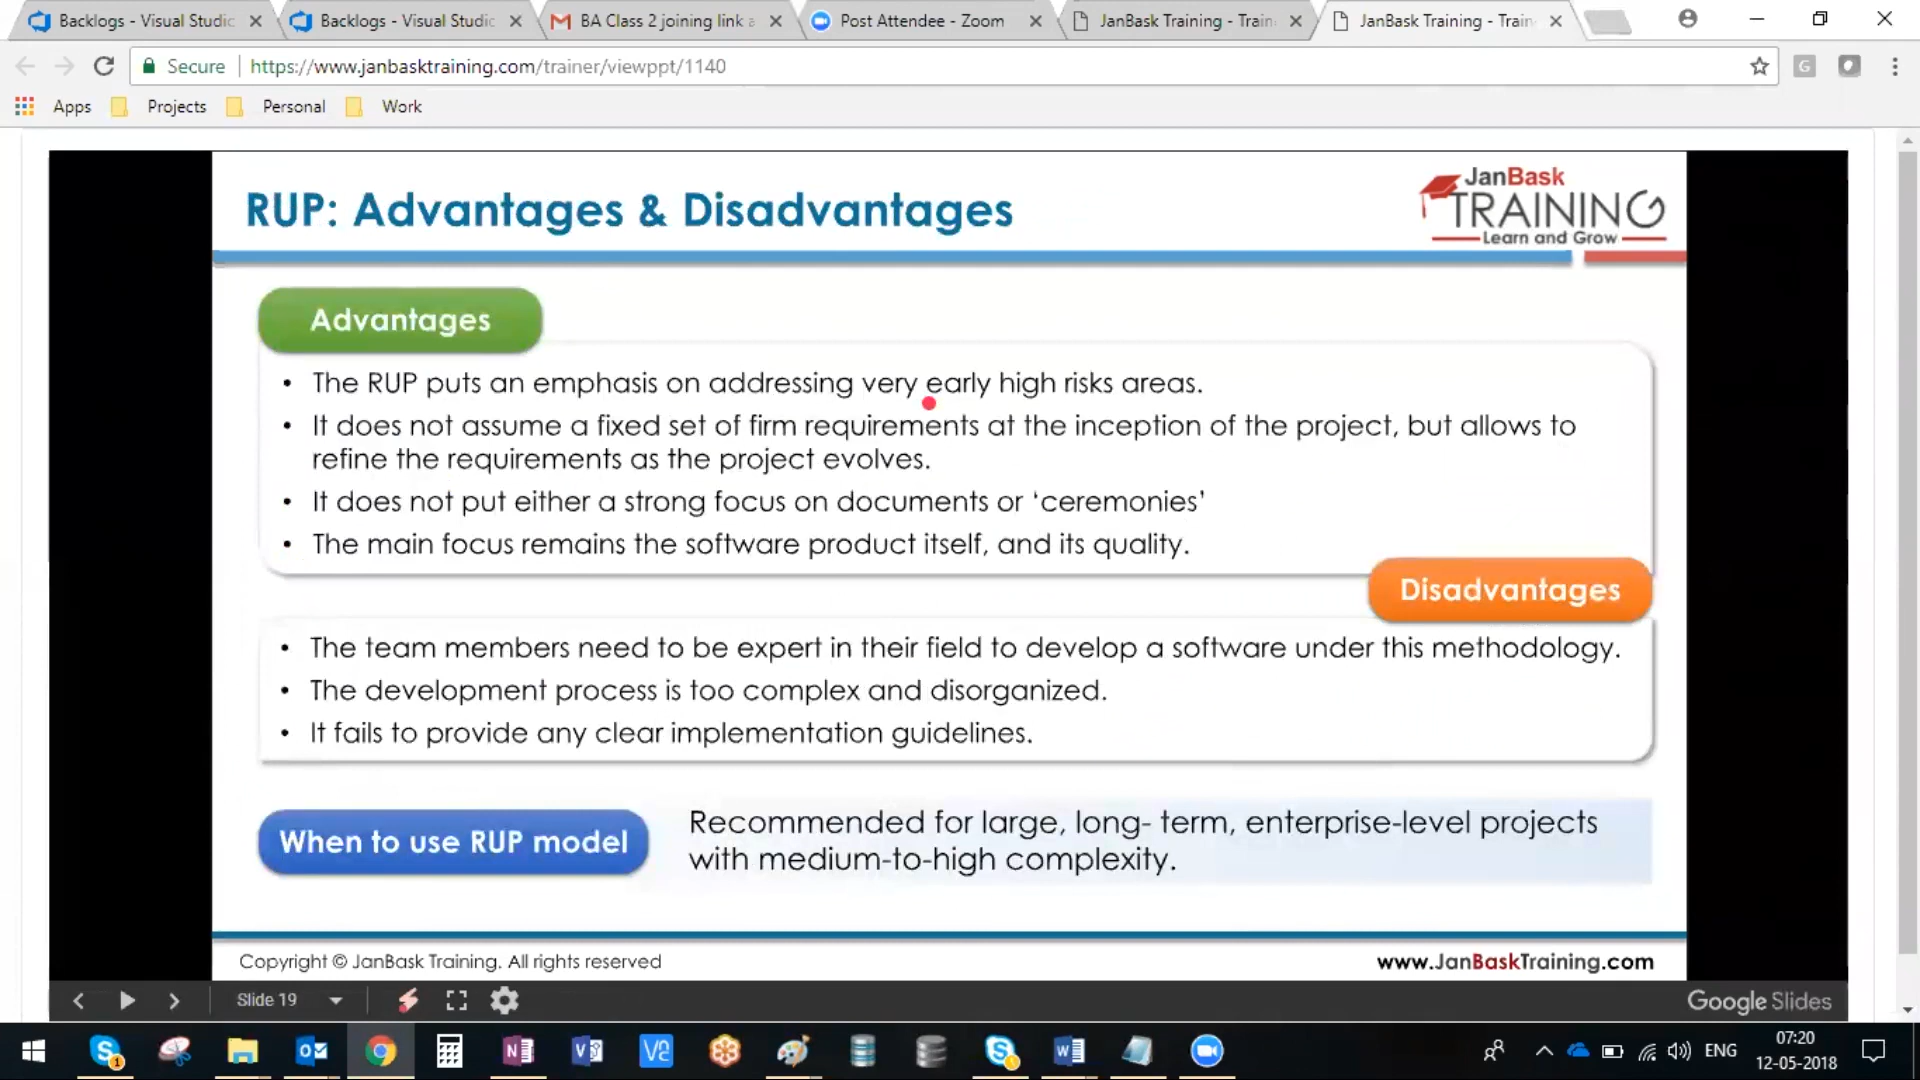 Backlogs - Visual Studic
Backlogs - Visual Studic
BA Class 2 joining link a
Post Attendee - Zoom
JanBask Training - Train
JanBask Training - Train
Secure
https://www.janbasktraining.com/trainer/viewppt/1140
G
Apps
Projects
Personal
Work
RUP: Advantages & Disadvantages
JanBask
TRAINING
Learn and Grow
Advantages
• The RUP puts an emphasis on addressing very early high risks areas.
• It does not assume a fixed set of firm requirements at the inception of the project, but allows to
refine the requirements as the project evolves.
• It does not put either a strong focus on documents or ‘ceremonies’
• The main focus remains the software product itself, and its quality.
Disadvantages
• The team members need to be expert in their field to develop a software under this methodology.
• The development process is too complex and disorganized.
• It fails to provide any clear implementation guidelines.
When to use RUP model
Recommended for large, long- term, enterprise-level projects
with medium-to-high complexity.
Copyright © JanBask Training. All rights reserved
www.JanBaskTraining.com
Slide 19
Google Slides
ENG
07:20
12-05-2018